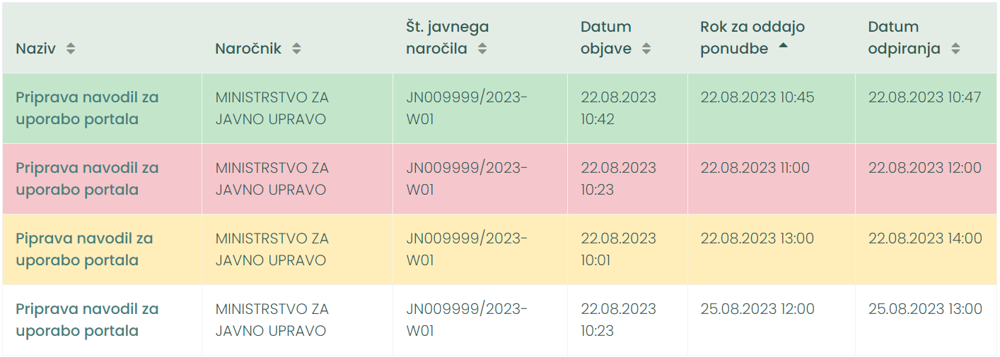 Naziv
Naročnik
Št. javnega
naročila
Datum
objave
Rok za oddajo
ponudbe
Datum
odpiranja
Priprava navodil za
uporabo portala
MINISTRSTVO ZA
JAVNO UPRAVO
JN009999/2023-
W01
22.08.2023
10:42
22.08.2023 10:45
22.08.2023 10:47
Priprava navodil za
uporabo portala
MINISTRSTVO ZA
JAVNO UPRAVO
JN009999/2023-
W01
22.08.2023
10:23
22.08.2023 11:00
22.08.2023 12:00
Piprava navodil za
uporabo portala
MINISTRSTVO ZA
JAVNO UPRAVO
JN009999/2023-
W01
22.08.2023
10:01
22.08.2023 13:00
22.08.2023 14:00
Priprava navodil za
uporabo portala
MINISTRSTVO ZA
JAVNO UPRAVO
JN009999/2023-
W01
22.08.2023
10:23
25.08.2023 12:00
25.08.2023 13:00